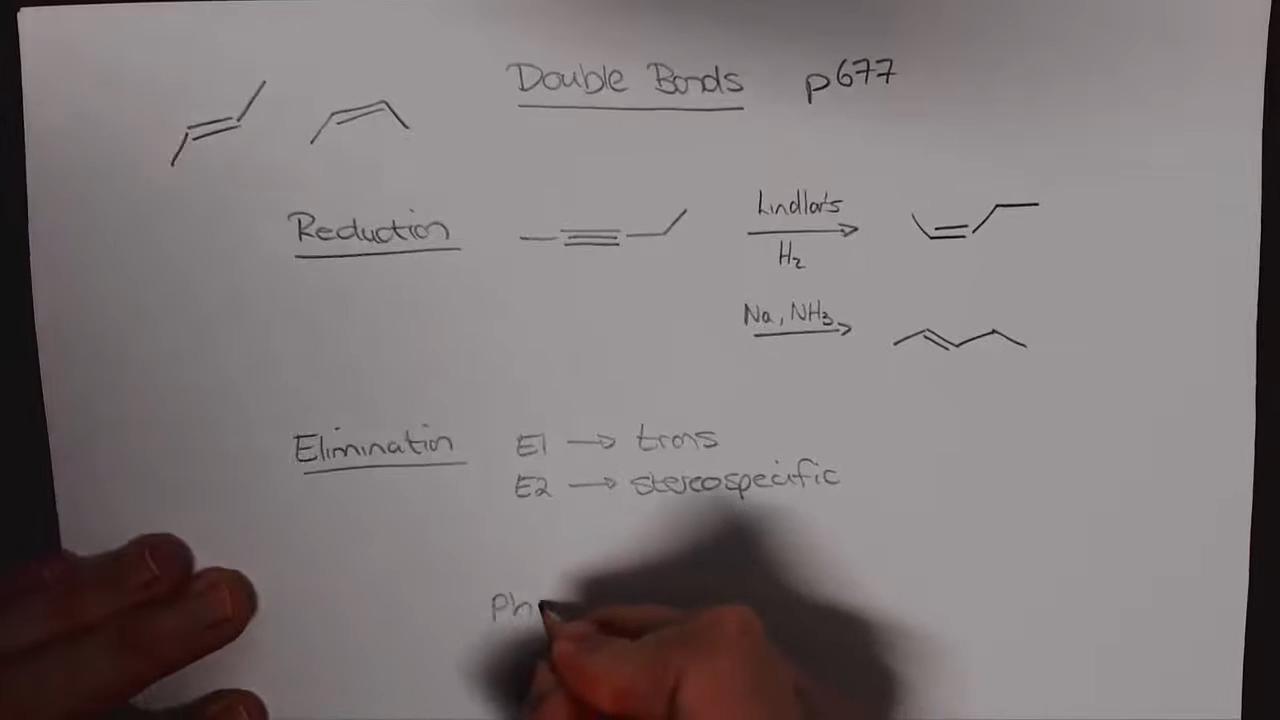 Double Bonds p677
Reduction
Lindlar's
H₂
Na, NH₃
Elimination E1 → trans
E2 → stereospecific
Ph